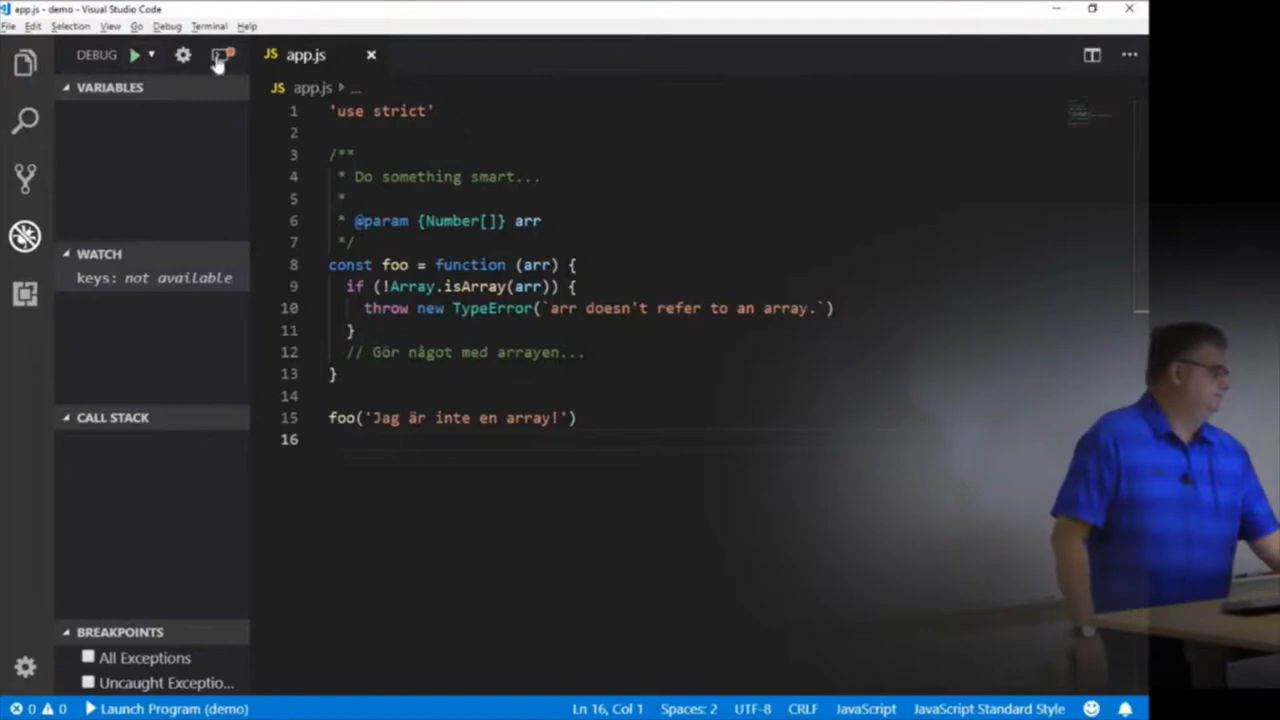 app.js - demo - Visual Studio Code
File Edit Selection View Go Debug Terminal Help
DEBUG
JS app.js
VARIABLES
JS app.js ...
1 'use strict'
2
3 /**
4 * Do something smart...
5 *
6 * @param {Number[]} arr
7 */
WATCH
keys: not available
8 const foo = function (arr) {
9 if (!Array.isArray(arr)) {
10 throw new TypeError(`arr doesn't refer to an array.`)
11 }
12 // Gör något med arrayen...
13 }
14
CALL STACK
15 foo('Jag är inte en array!')
16
BREAKPOINTS
All Exceptions
Uncaught Exceptio...
0 0 Launch Program (demo) Ln 16, Col 1 Spaces: 2 UTF-8 CRLF JavaScript JavaScript Standard Style